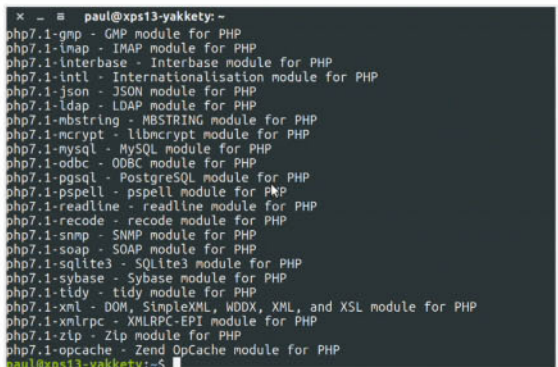 paul@xps13-yakkety: ~
php7.1-gmp - GMP module for PHP
php7.1-imap - IMAP module for PHP
php7.1-interbase - Interbase module for PHP
php7.1-intl - Internationalisation module for PHP
php7.1-json - JSON module for PHP
php7.1-ldap - LDAP module for PHP
php7.1-mbstring - MBSTRING module for PHP
php7.1-mcrypt - libmcrypt module for PHP
php7.1-mysql - MySQL module for PHP
php7.1-odbc - ODBC module for PHP
php7.1-pgsql - PostgreSQL module for PHP
php7.1-pspell - pspell module for PHP
php7.1-readline - readline module for PHP
php7.1-recode - recode module for PHP
php7.1-snmp - SNMP module for PHP
php7.1-soap - SOAP module for PHP
php7.1-sqlite3 - SQLite3 module for PHP
php7.1-sybase - Sybase module for PHP
php7.1-tidy - tidy module for PHP
php7.1-xml - DOM, SimpleXML, WDDX, XML, and XSL module for PHP
php7.1-xmlrpc - XMLRPC-EPI module for PHP
php7.1-zip - Zip module for PHP
php7.1-opcache - Zend OpCache module for PHP
paul@xps13-yakkety:~$